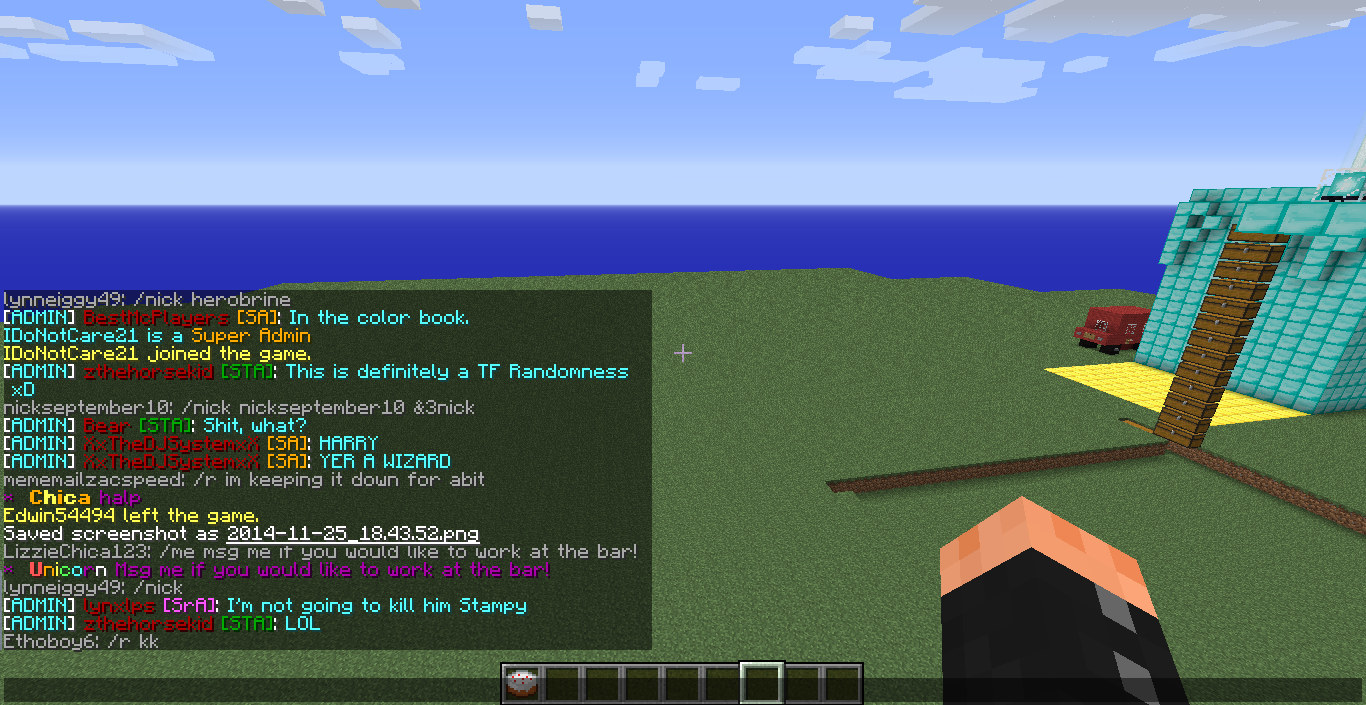 lynneiggy49: /nick herobrine
[ADMIN] BestMcPlayers [SA]: In the color book.
IDoNotCare21 is a Super Admin
IDoNotCare21 joined the game.
[ADMIN] zthehorsekid [STA]: This is definitely a TF Randomness
xD
nickseptember10: /nick nickseptember10 &3nick
[ADMIN] Bear [STA]: Shit, what?
[ADMIN] XxTheDJSystemxX [SA]: HARRY
[ADMIN] XxTheDJSystemxX [SA]: YER A WIZARD
mememailzacspeed: /r im keeping it down for abit
* Chica halp
Edwin54494 left the game.
Saved screenshot as 2014-11-25_18.43.52.png
LizzieChica123: /me msg me if you would like to work at the bar!
* Unicorn Msg me if you would like to work at the bar!
lynneiggy49: /nick
[ADMIN] lynxlps [SrA]: I'm not going to kill him Stampy
[ADMIN] zthehorsekid [STA]: LOL
Ethoboy6: /r kk